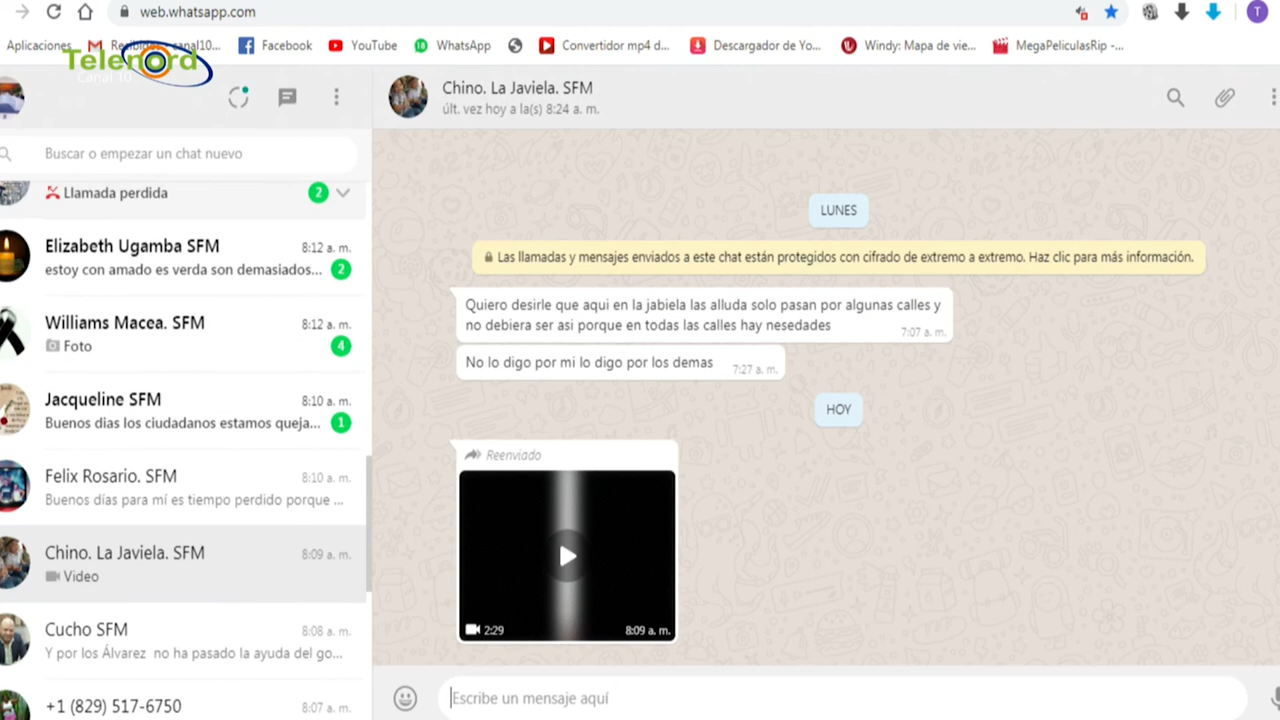 web.whatsapp.com
Aplicaciones
Facebook
YouTube
WhatsApp
Convertidor mp4 d...
Descargador de Yo...
Windy: Mapa de vie...
MegaPeliculasRip -...
T
Telenord
Canal 10
Buscar o empezar un chat nuevo
Llamada perdida
2
Elizabeth Ugamba SFM
8:12 a. m.
estoy con amado es verda son demasiados...
2
Williams Macea. SFM
8:12 a. m.
Foto
4
Jacqueline SFM
8:10 a. m.
Buenos dias los ciudadanos estamos queja...
1
Felix Rosario. SFM
8:10 a. m.
Buenos días para mí es tiempo perdido porque ...
Chino. La Javiela. SFM
8:09 a. m.
Video
Cucho SFM
8:08 a. m.
Y por los Álvarez no ha pasado la ayuda del go...
+1 (829) 517-6750
8:07 a. m.
Chino. La Javiela. SFM
últ. vez hoy a la(s) 8:24 a. m.
LUNES
Las llamadas y mensajes enviados a este chat están protegidos con cifrado de extremo a extremo. Haz clic para más información.
Quiero desirle que aqui en la jabiela las alluda solo pasan por algunas calles y
no debiera ser asi porque en todas las calles hay nesedades
7:07 a. m.
No lo digo por mi lo digo por los demas
7:27 a. m.
HOY
Reenviado
2:29
8:09 a. m.
Escribe un mensaje aquí